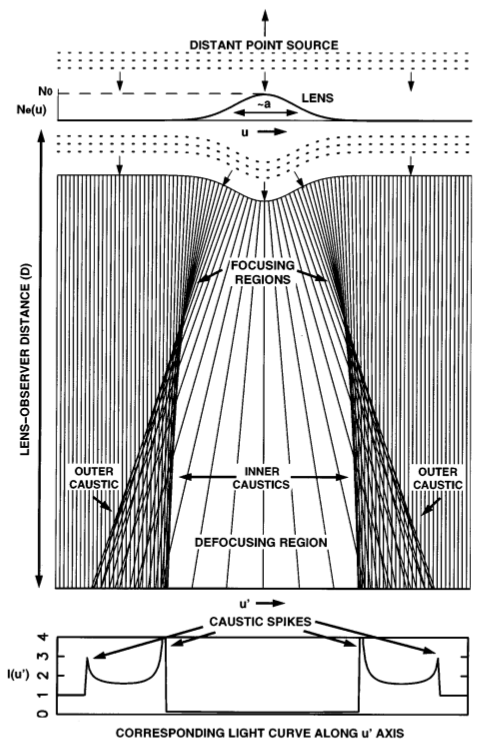 DISTANT POINT SOURCE
No
Ne(u)
LENS
~a
u
LENS–OBSERVER DISTANCE (D)
FOCUSING
REGIONS
OUTER
CAUSTIC
INNER
CAUSTICS
OUTER
CAUSTIC
DEFOCUSING REGION
u'
CAUSTIC SPIKES
I(u')
4
3
2
1
0
CORRESPONDING LIGHT CURVE ALONG u' AXIS